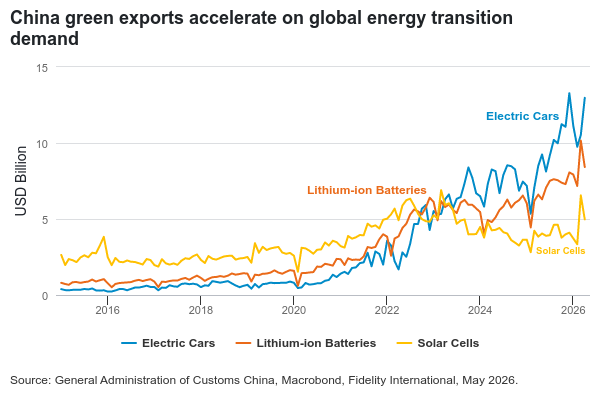 China green exports accelerate on global energy transition
demand
15
Electric Cars
10
USD Billion
Lithium-ion Batteries
5
Solar Cells
0
2016 2018 2020 2022 2024 2026
Electric Cars Lithium-ion Batteries Solar Cells
Source: General Administration of Customs China, Macrobond, Fidelity International, May 2026.